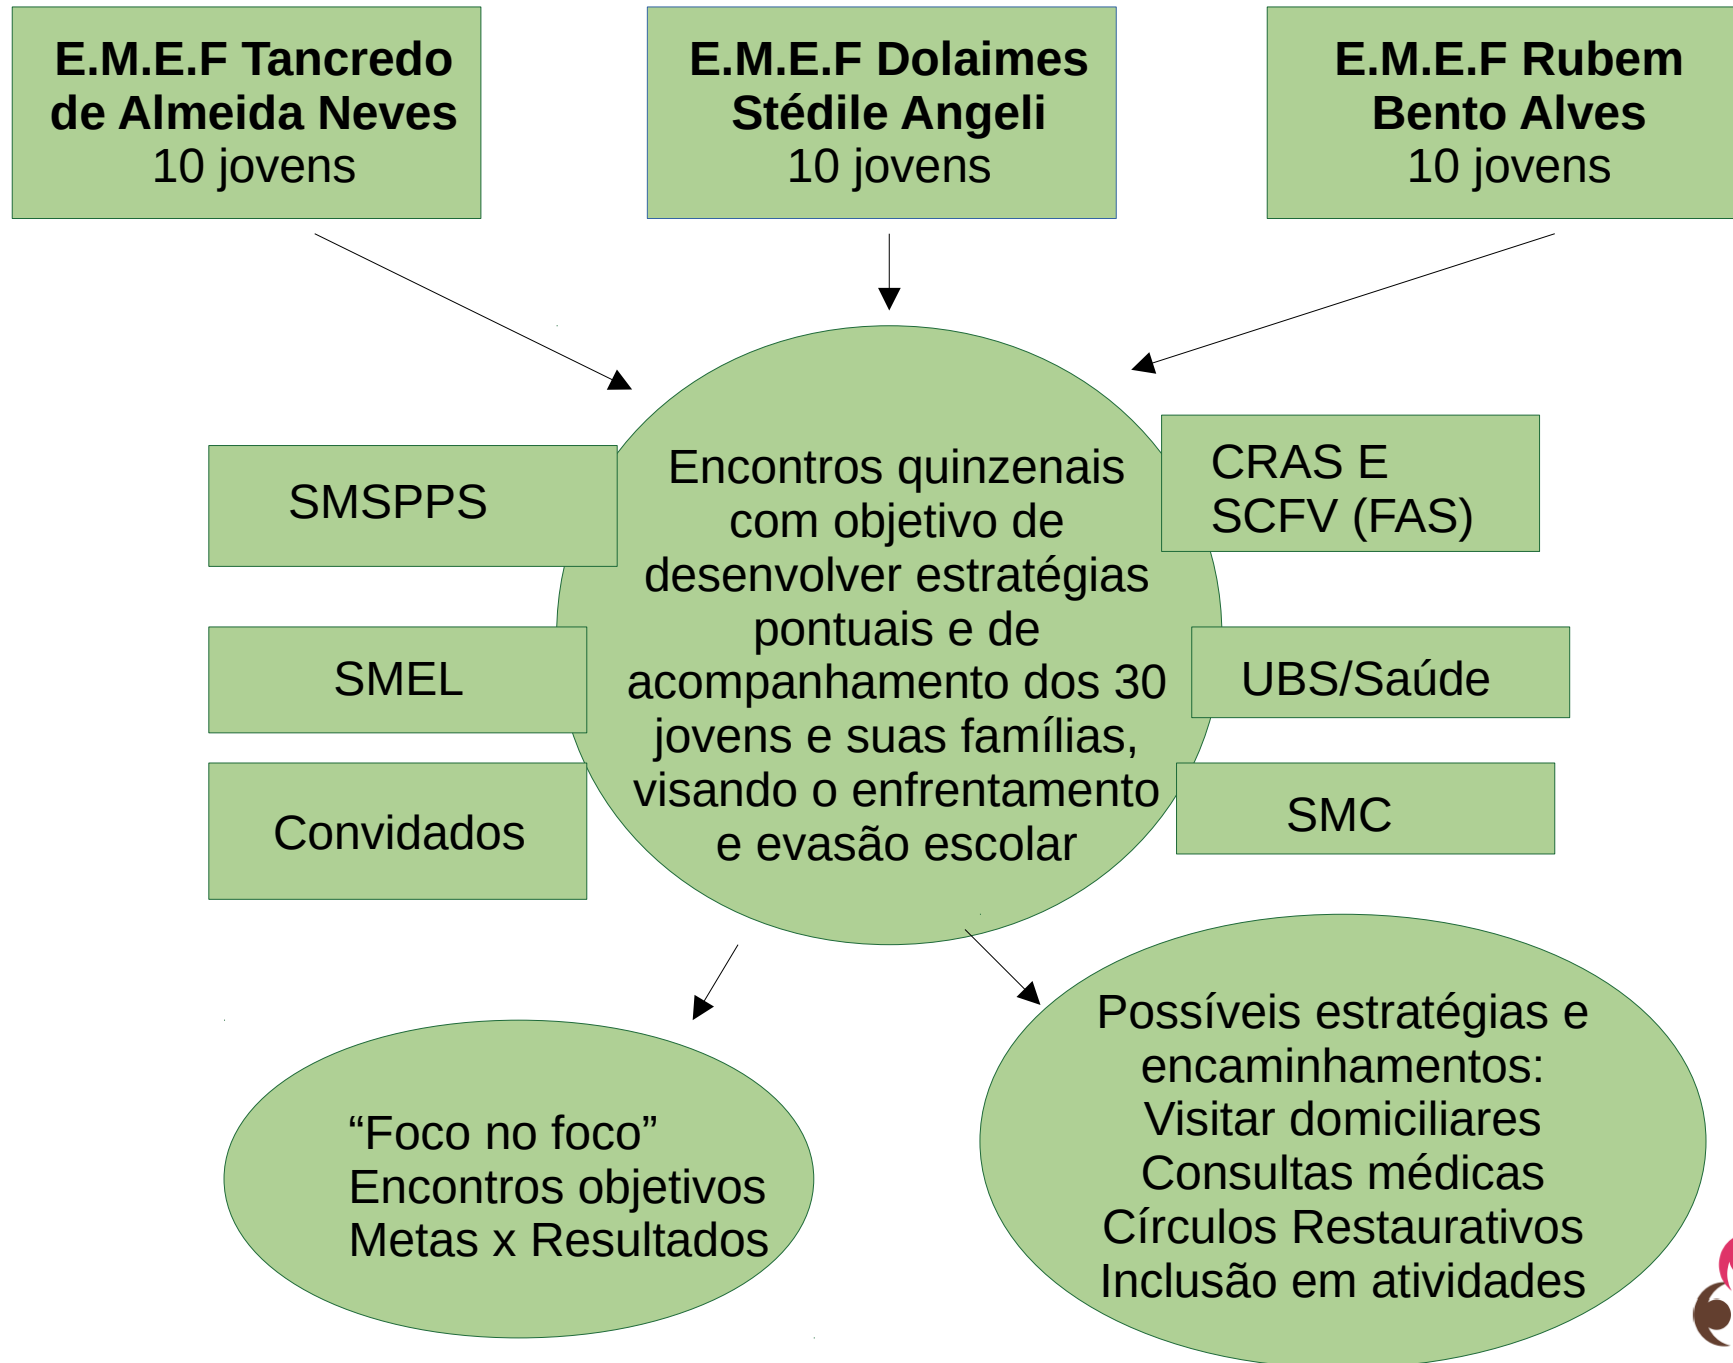 E.M.E.F Tancredo
de Almeida Neves
10 jovens
E.M.E.F Dolaimes
Stédile Angeli
10 jovens
E.M.E.F Rubem
Bento Alves
10 jovens
SMSPPS
SMEL
Convidados
Encontros quinzenais
com objetivo de
desenvolver estratégias
pontuais e de
acompanhamento dos 30
jovens e suas famílias,
visando o enfrentamento
e evasão escolar
CRAS E
SCFV (FAS)
UBS/Saúde
SMC
“Foco no foco”
Encontros objetivos
Metas x Resultados
Possíveis estratégias e
encaminhamentos:
Visitar domiciliares
Consultas médicas
Círculos Restaurativos
Inclusão em atividades